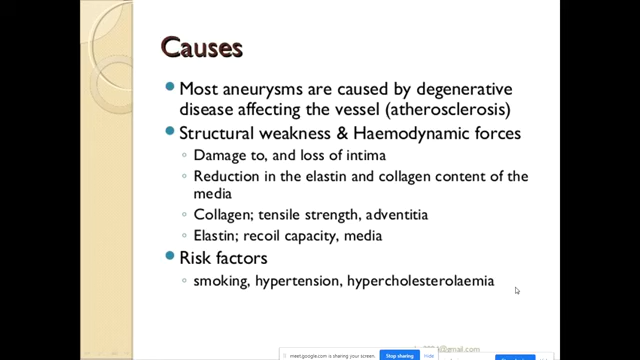 Causes
Most aneurysms are caused by degenerative
disease affecting the vessel (atherosclerosis)
Structural weakness & Haemodynamic forces
Damage to, and loss of intima
Reduction in the elastin and collagen content of the
media
Collagen; tensile strength, adventitia
Elastin; recoil capacity, media
Risk factors
smoking, hypertension, hypercholesterolaemia
@gmail.com
meet.google.com is sharing your screen. Stop sharing Hide